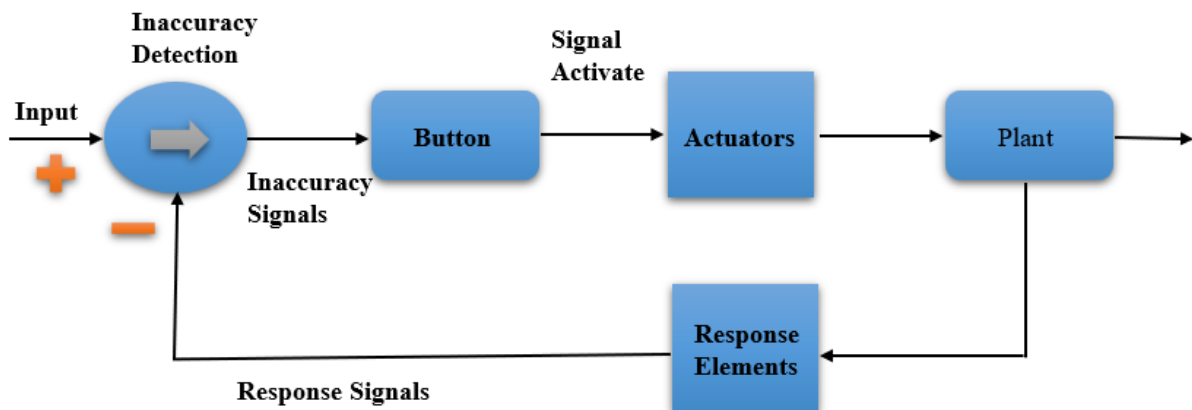 Inaccuracy
Detection
Input
Signal
Activate
Button
Actuators
Plant
Inaccuracy
Signals
Response
Elements
Response Signals